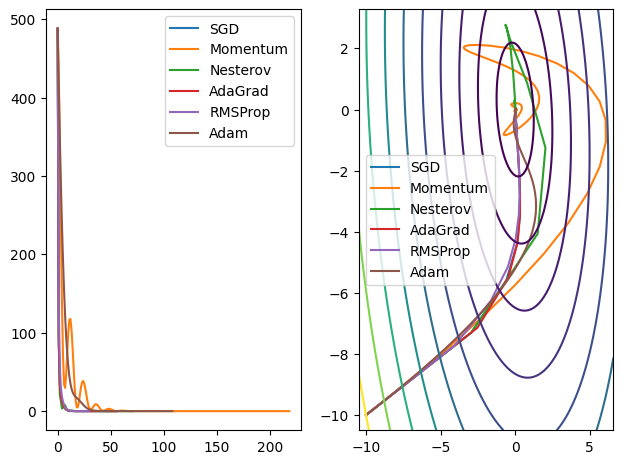 500
400
300
200
100
0
0
50
100
150
200
SGD
Momentum
Nesterov
AdaGrad
RMSProp
Adam
2
0
−2
−4
−6
−8
−10
−10
−5
0
5
SGD
Momentum
Nesterov
AdaGrad
RMSProp
Adam